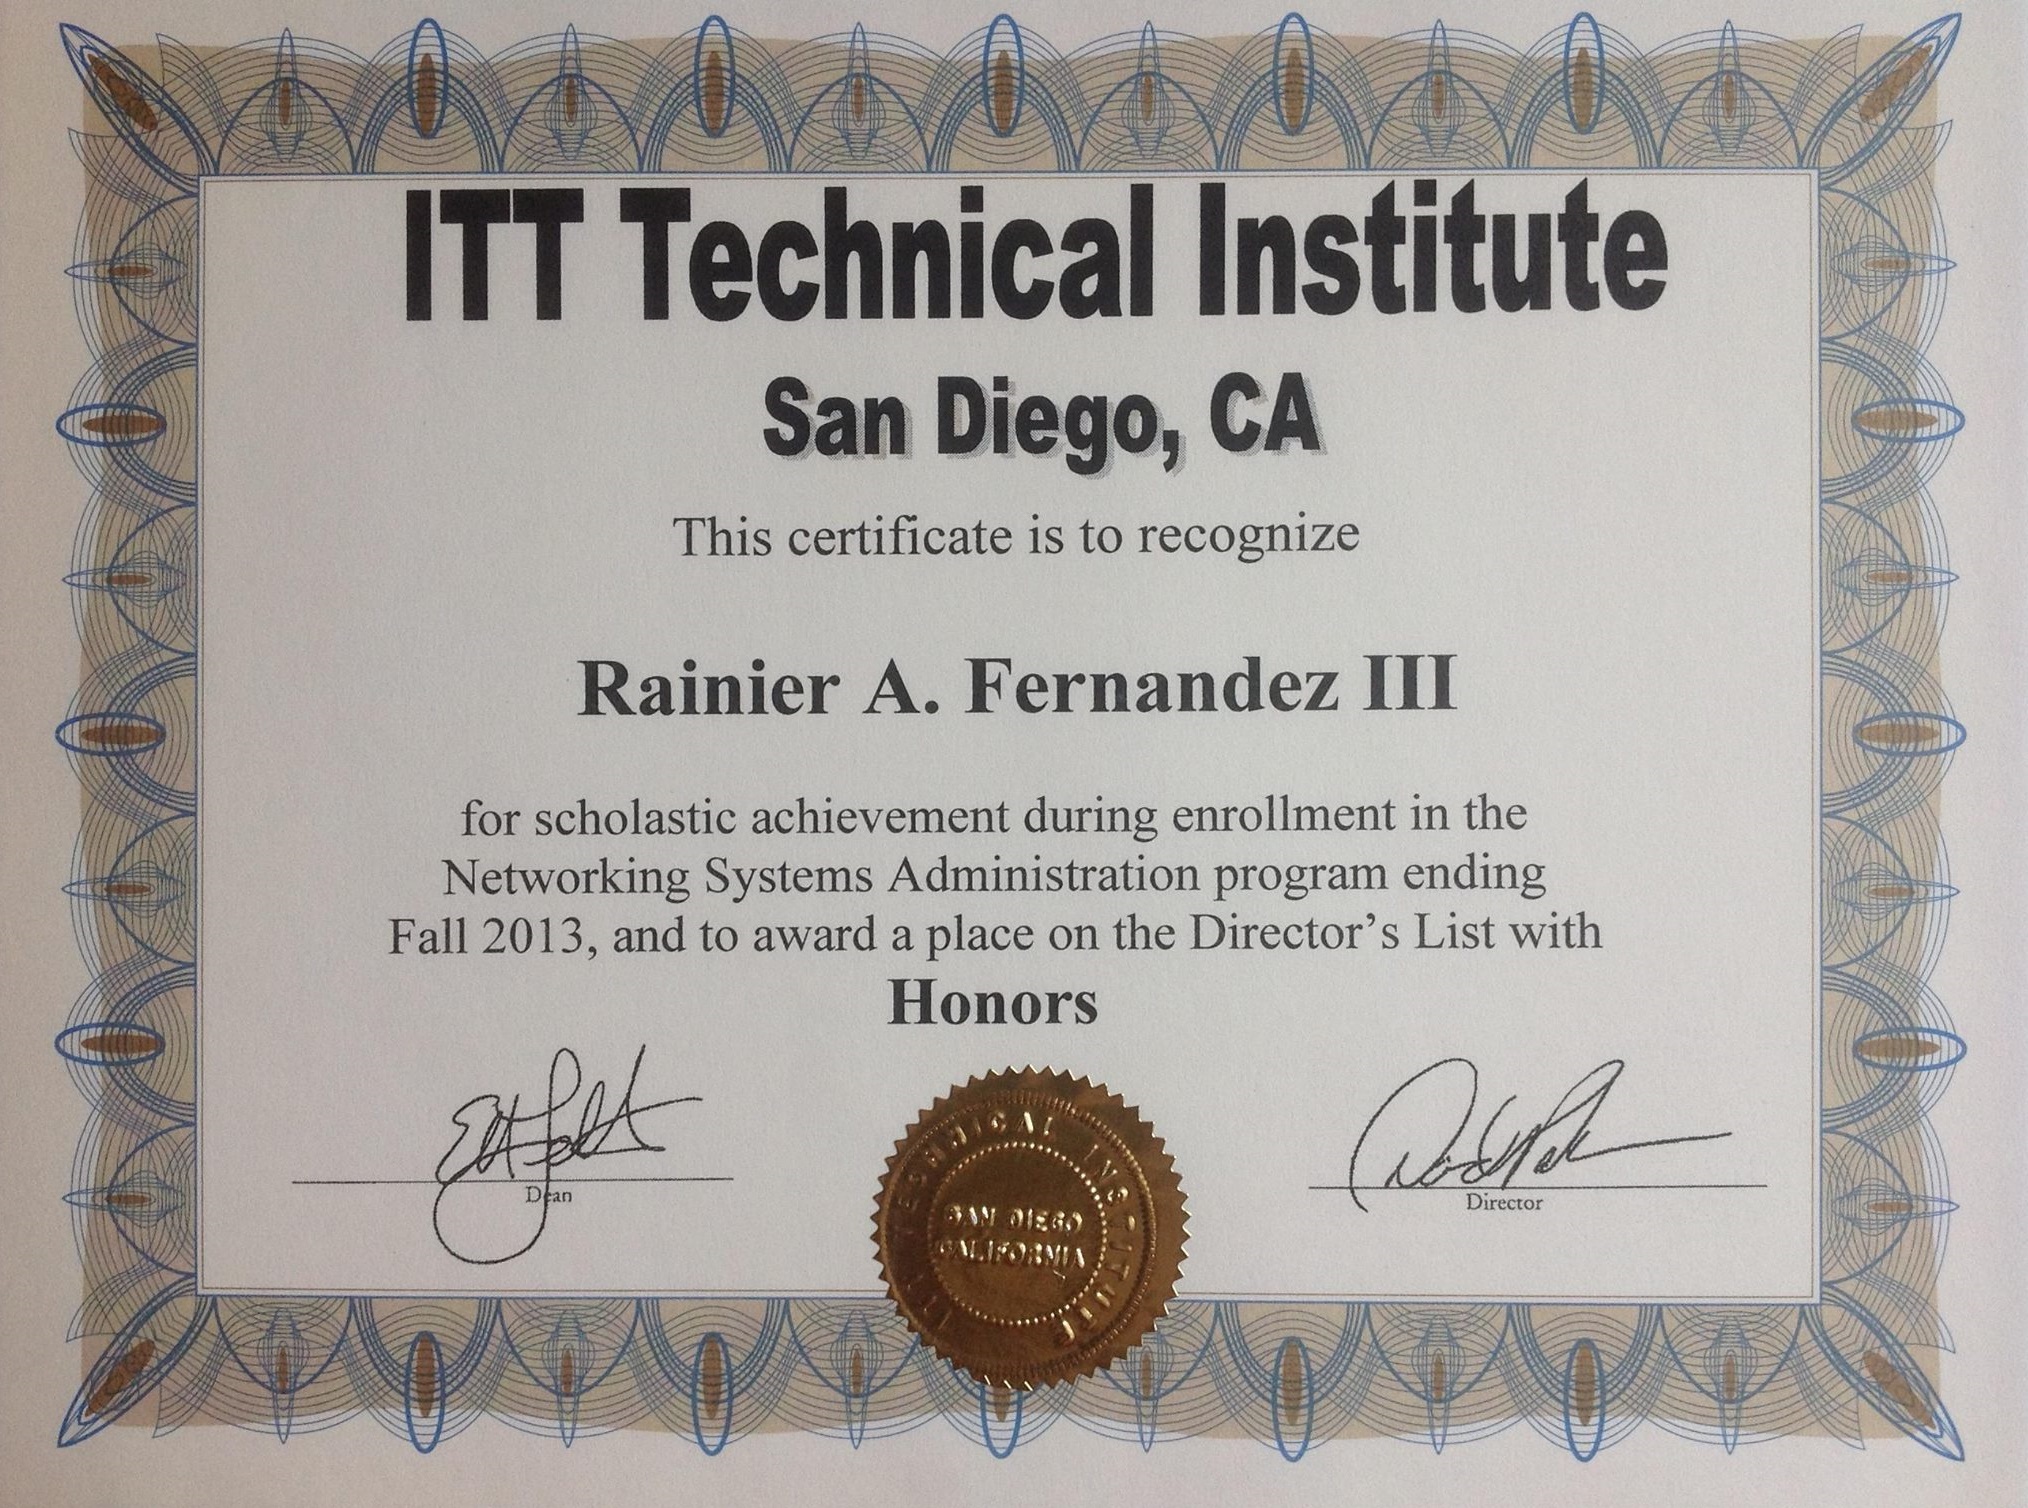 ITT Technical Institute
San Diego, CA
This certificate is to recognize
Rainier A. Fernandez III
for scholastic achievement during enrollment in the
Networking Systems Administration program ending
Fall 2013, and to award a place on the Director's List with
Honors
Dean
Director
ITT TECHNICAL INSTITUTE
SAN DIEGO
CALIFORNIA